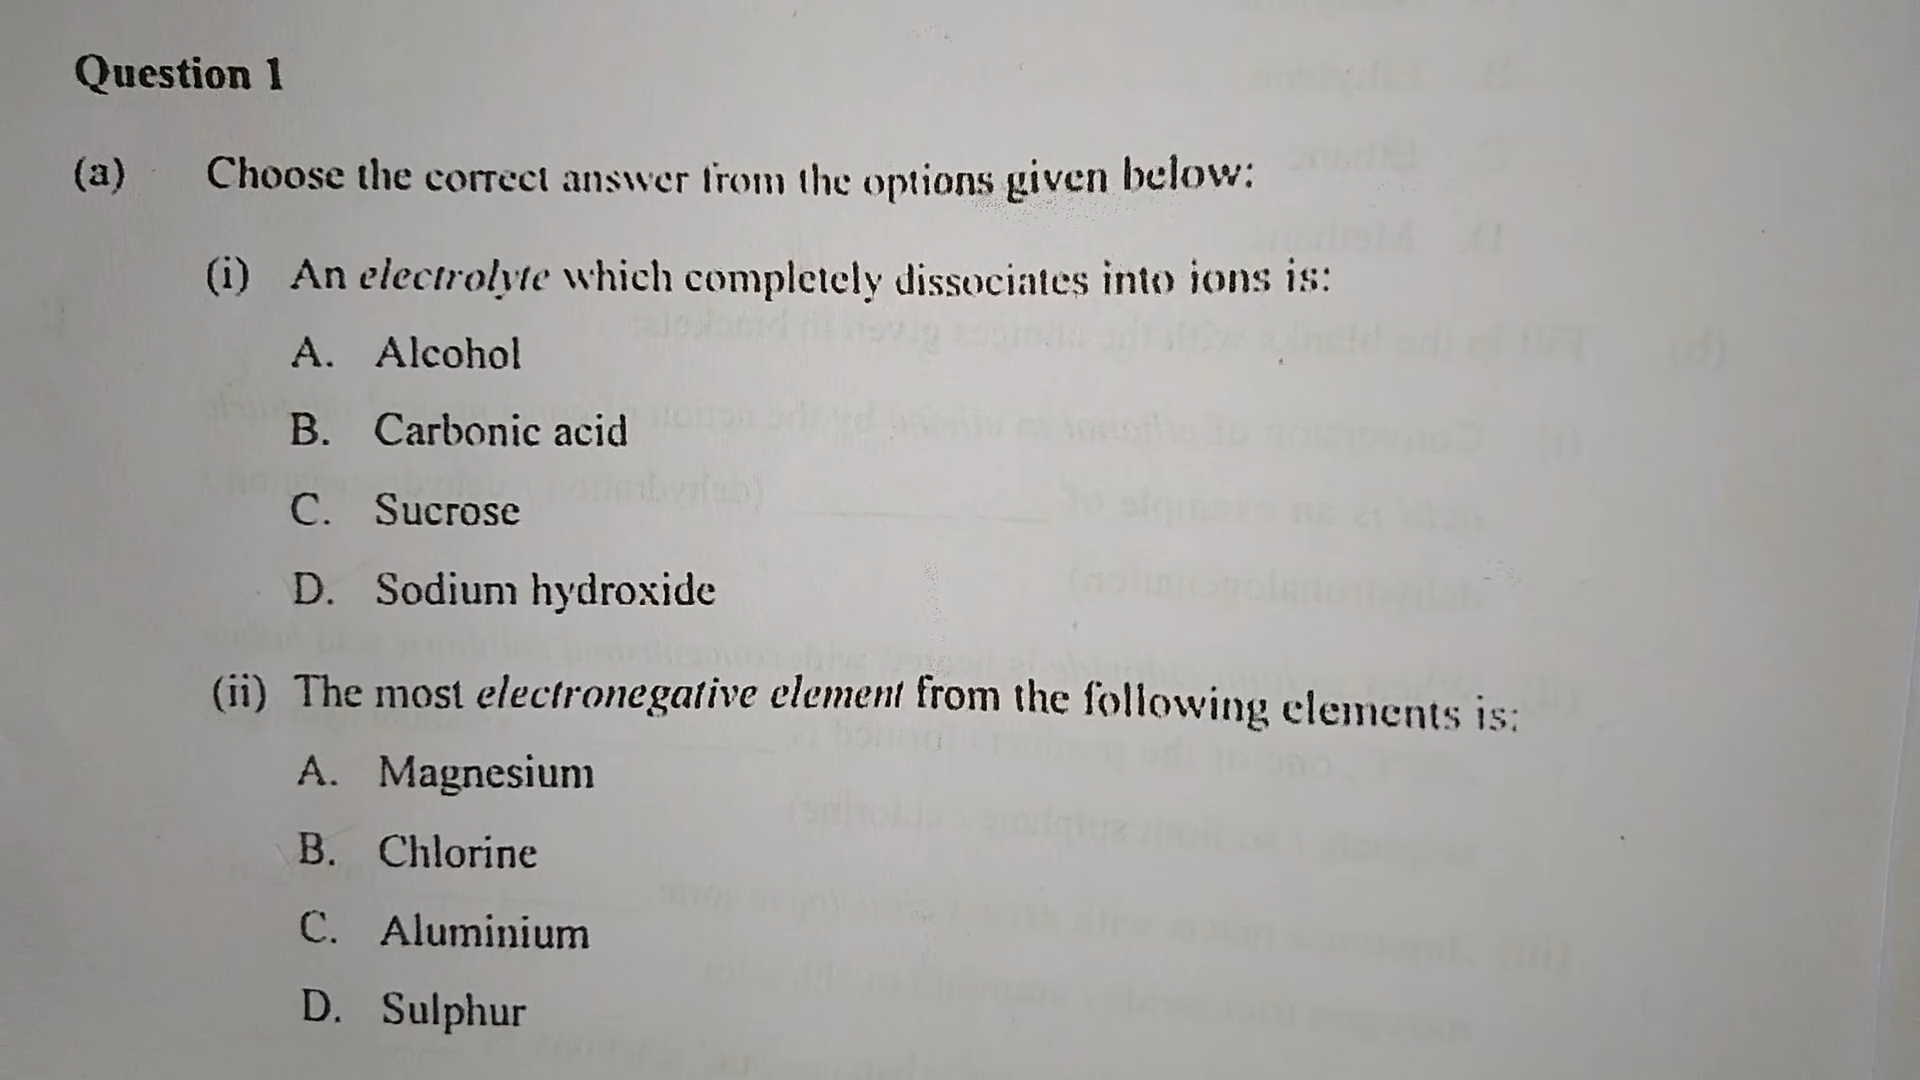 Question 1
(a) Choose the correct answer from the options given below:
(i) An electrolyte which completely dissociates into ions is:
A. Alcohol
B. Carbonic acid
C. Sucrose
D. Sodium hydroxide
(ii) The most electronegative element from the following elements is:
A. Magnesium
B. Chlorine
C. Aluminium
D. Sulphur